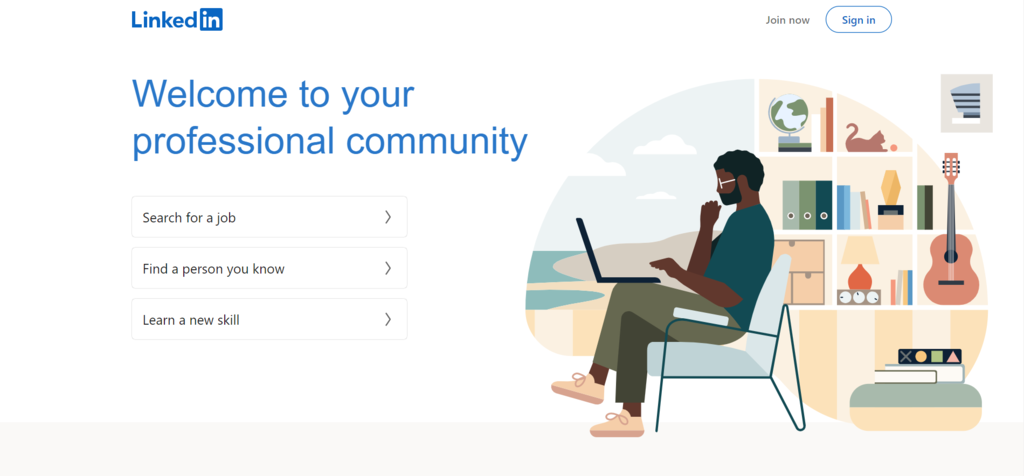 LinkedIn
Join now
Sign in
Welcome to your
professional community
Search for a job
Find a person you know
Learn a new skill